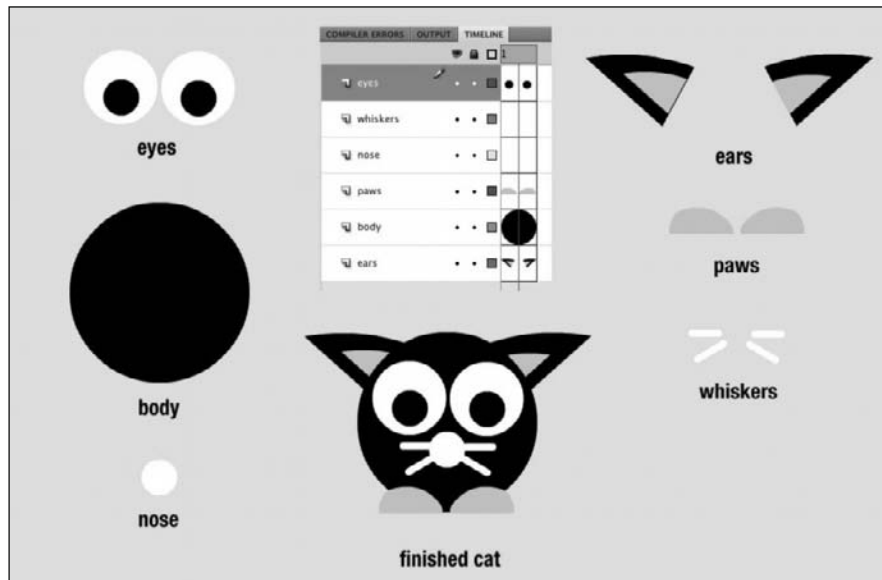 COMPILER ERRORS OUTPUT TIMELINE
1
eyes
whiskers
nose
paws
body
ears
eyes
body
nose
ears
paws
whiskers
finished cat